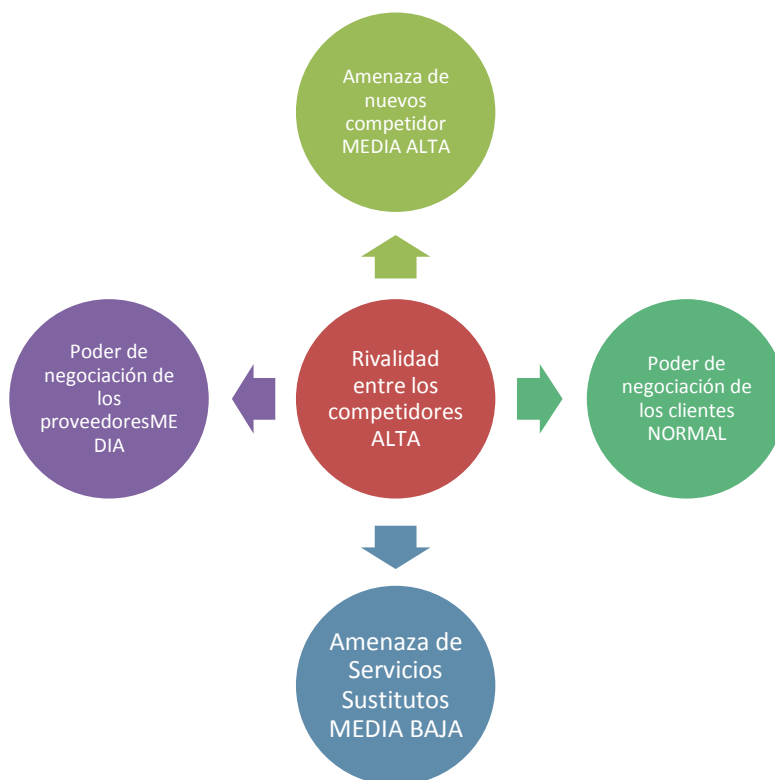 Amenaza de
nuevos
competidor
MEDIA ALTA
Poder de
negociación de
los
proveedoresME
DIA
Rivalidad
entre los
competidores
ALTA
Poder de
negociación de
los clientes
NORMAL
Amenaza de
Servicios
Sustitutos
MEDIA BAJA